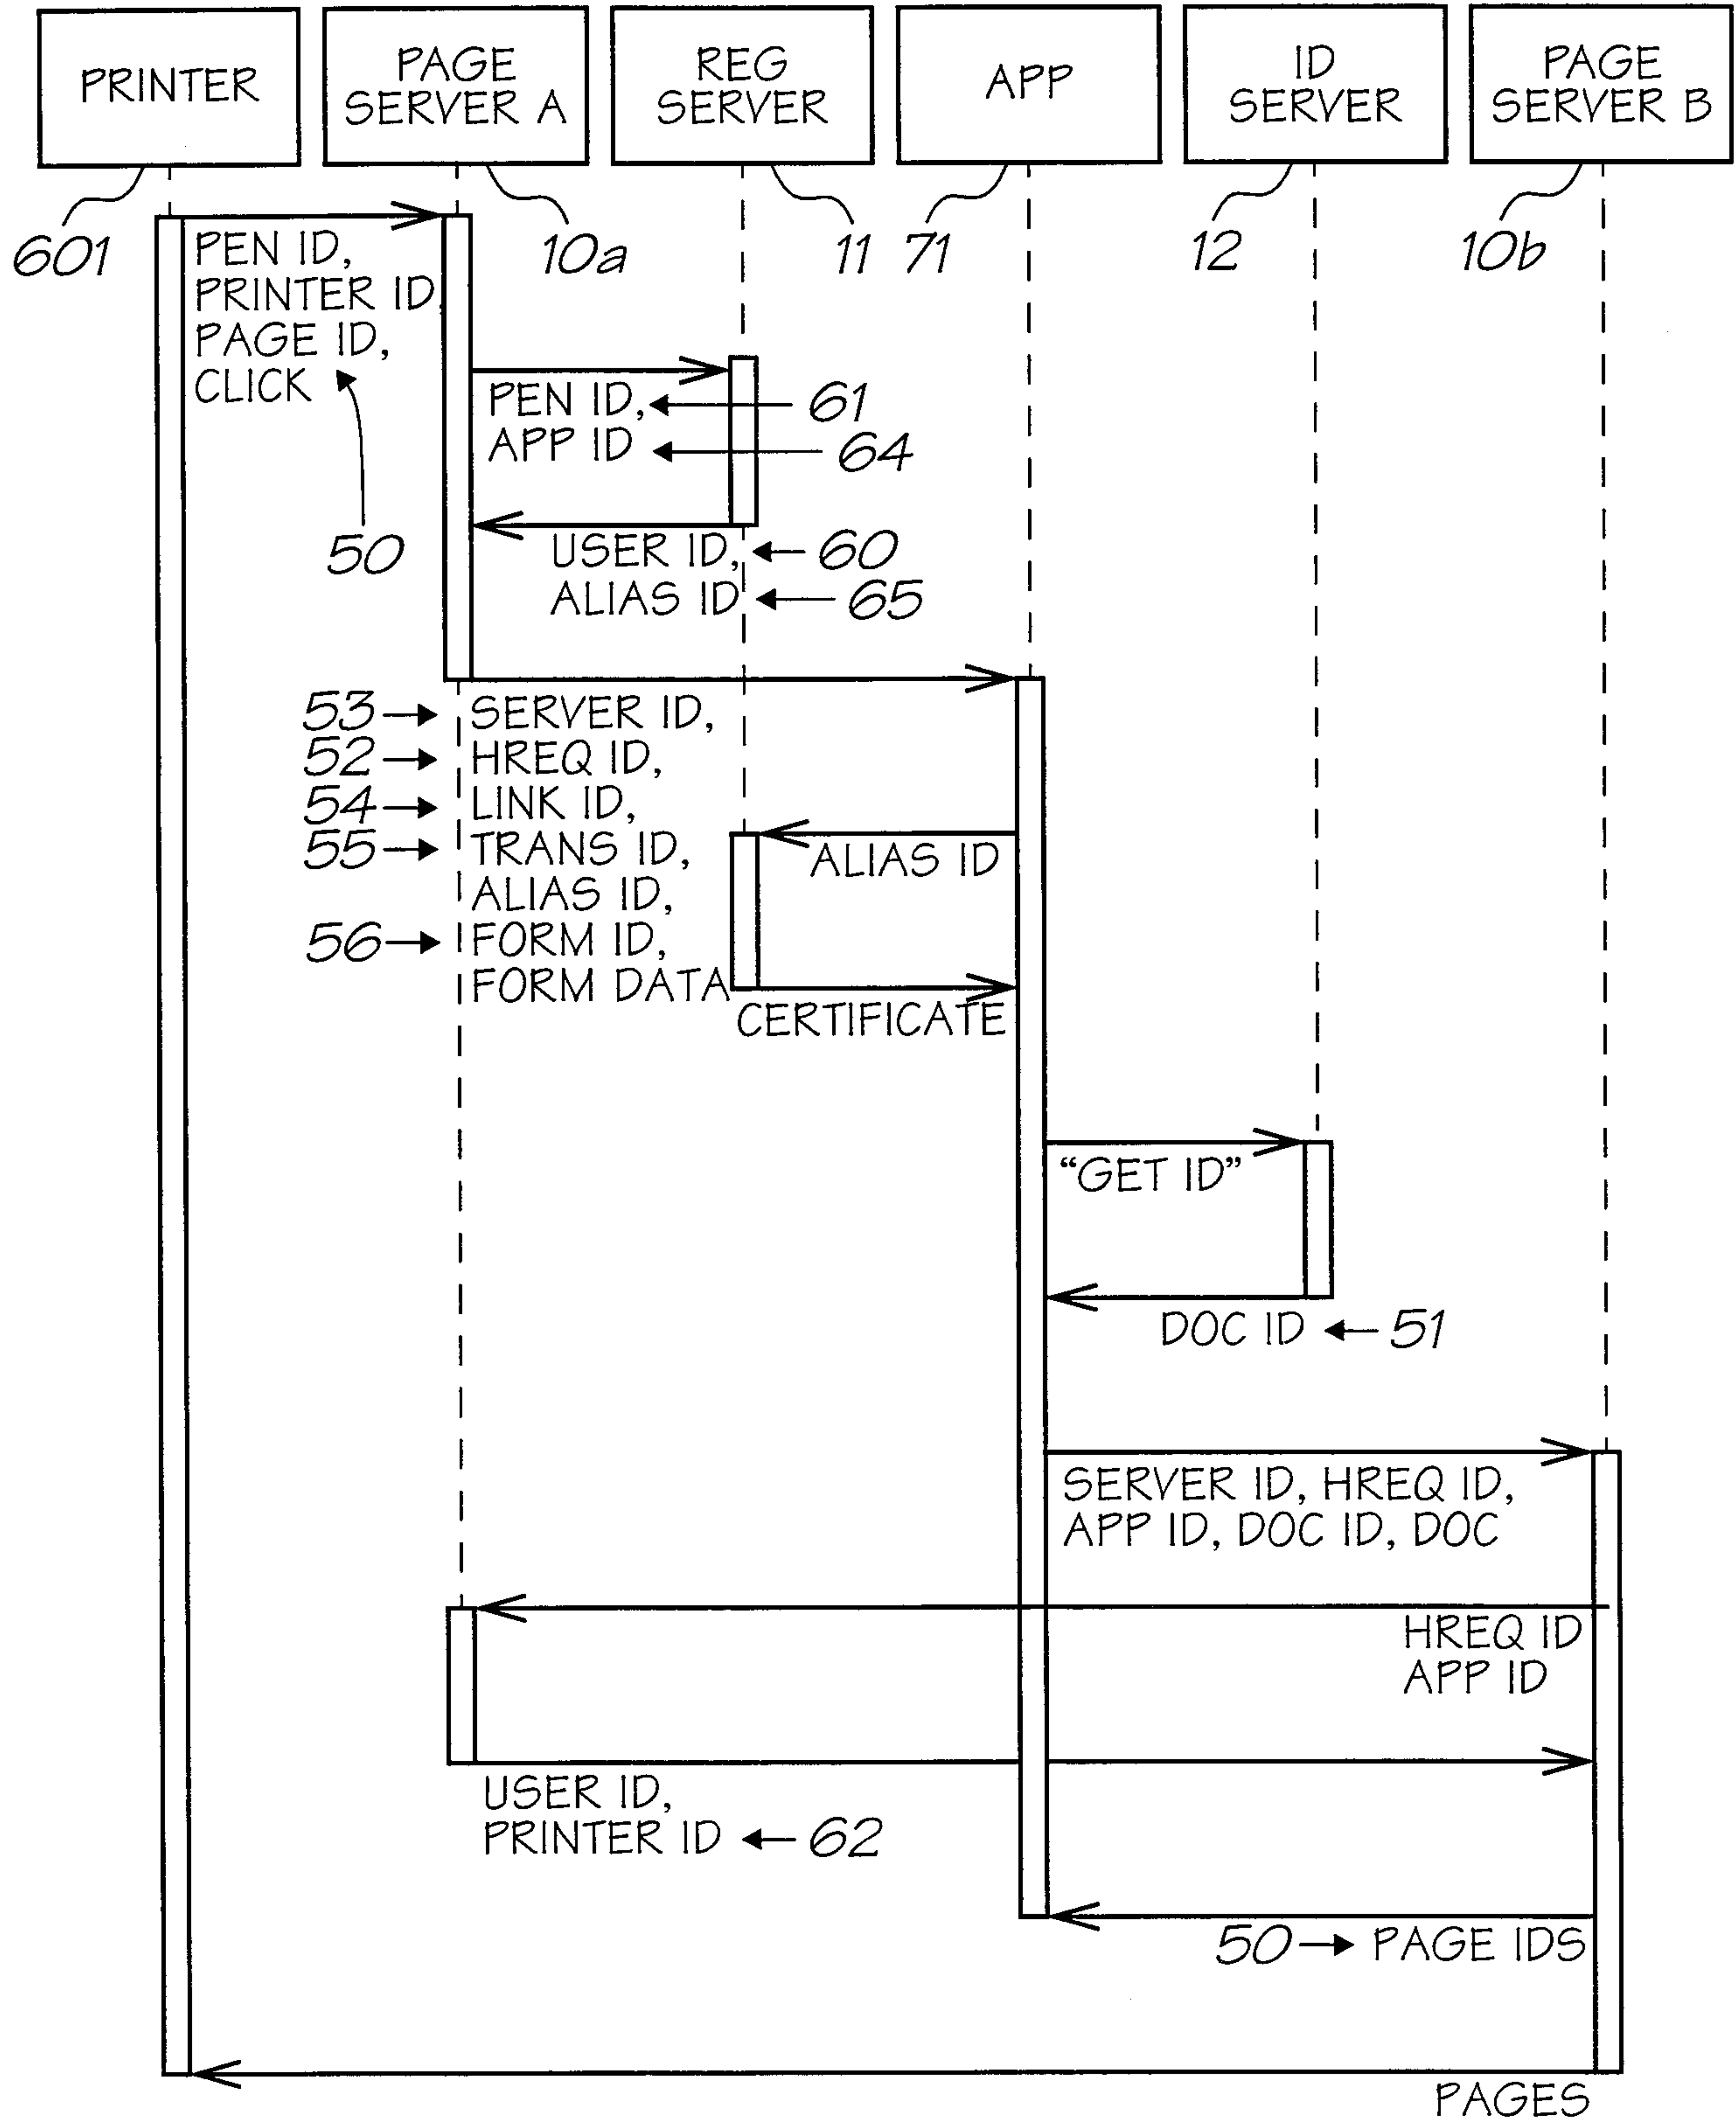 PRINTER
PAGE
SERVER A
REG
SERVER
APP
ID
SERVER
PAGE
SERVER B
601
10a
11
71
12
10b
PEN ID,
PRINTER ID
PAGE ID,
CLICK
50
PEN ID,
61
APP ID
64
USER ID,
60
ALIAS ID
65
53
SERVER ID,
52
HREQ ID,
54
LINK ID,
55
TRANS ID,
ALIAS ID,
56
FORM ID,
FORM DATA
ALIAS ID
CERTIFICATE
“GET ID”
DOC ID
51
SERVER ID, HREQ ID,
APP ID, DOC ID, DOC
HREQ ID
APP ID
USER ID,
PRINTER ID
62
50
PAGE IDS
PAGES